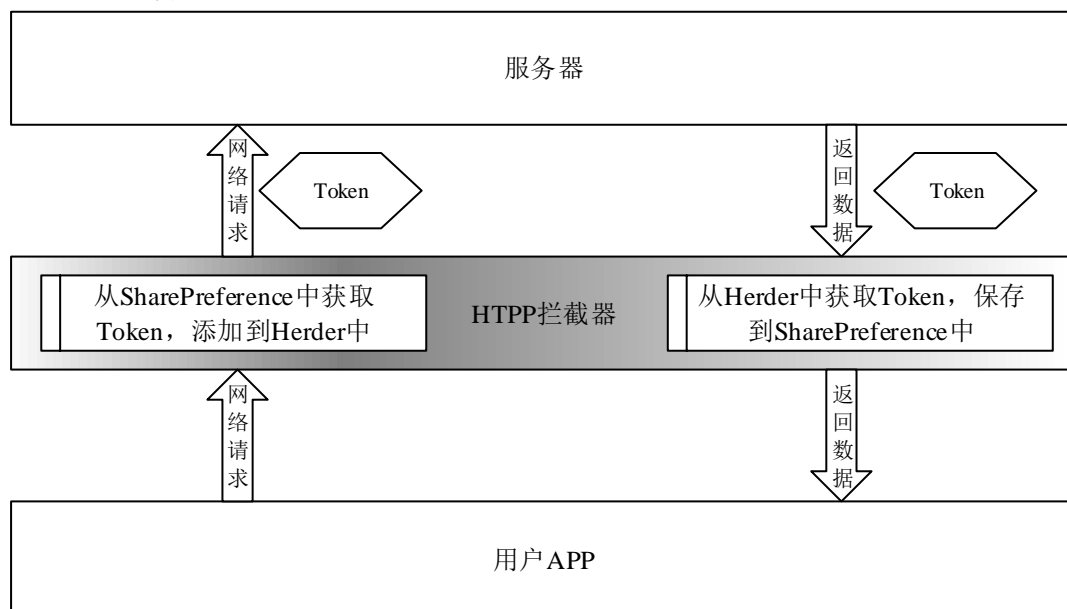 服务器
网络请求
Token
返回数据
Token
从SharePreference中获取
Token，添加到Herder中
HTPP拦截器
从Herder中获取Token，保存
到SharePreference中
网络请求
返回数据
用户APP